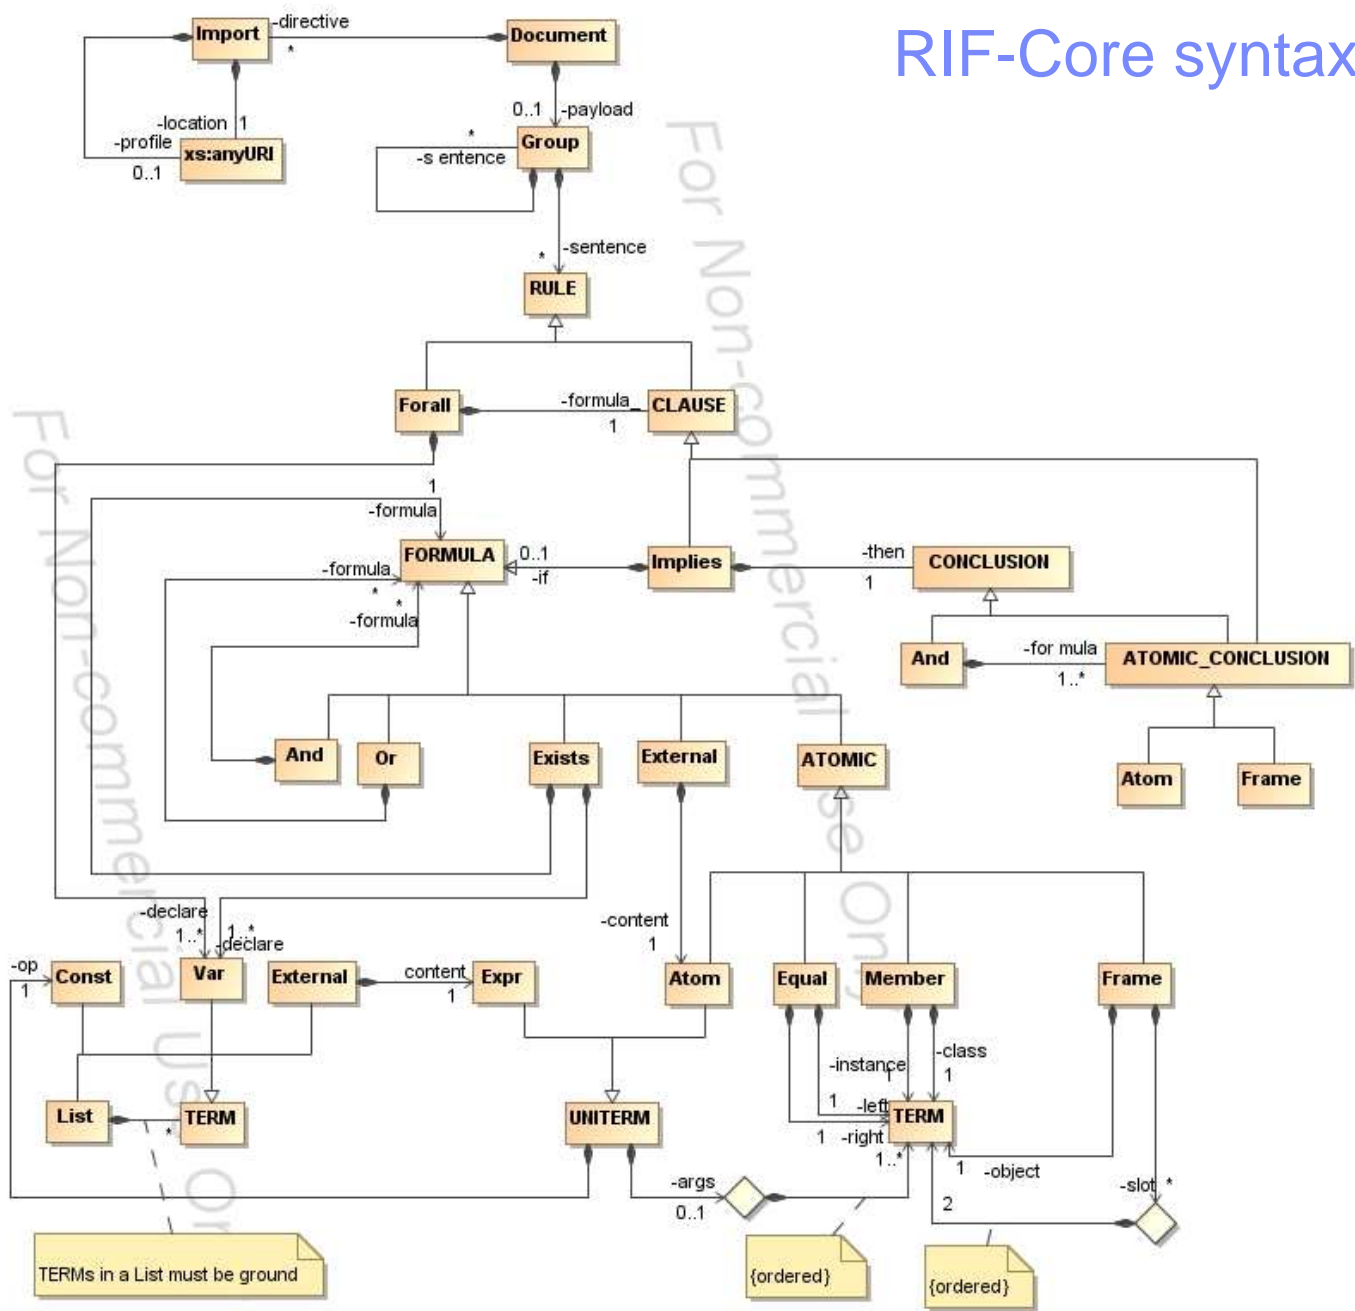 RIF-Core syntax
Import
-directive
*
Document
-location
1
-profile
0..1
xs:anyURI
0..1
-payload
*
-s entence
Group
-sentence
*
RULE
Forall
-formula_
1
CLAUSE
1
-formula
FORMULA
0..1
-if
Implies
-then
1
CONCLUSION
-formula
*
*
-formula
And
-for mula
1..*
ATOMIC_CONCLUSION
And
Or
Exists
External
ATOMIC
Atom
Frame
-declare
1..*
1..*
-declare
-content
1
-op
1
Const
Var
External
content
1
Expr
Atom
Equal
Member
Frame
-instance
1
-class
1
1
-left
1
-right
List
*
TERM
UNITERM
TERM
1..*
1
-object
-args
0..1
2
-slot
*
TERMs in a List must be ground
{ordered}
{ordered}
For Non-commercial Use Only
For Non-commercial Us Or